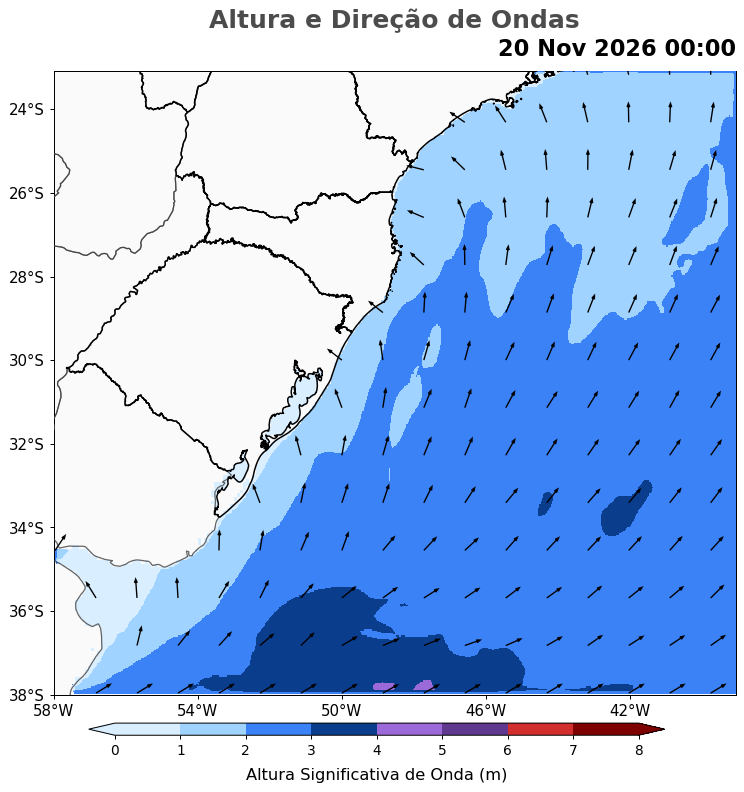 Altura e Direção de Ondas
20 Nov 2026 00:00
24°S
26°S
28°S
30°S
32°S
34°S
36°S
38°S
58°W 54°W 50°W 46°W 42°W
0 1 2 3 4 5 6 7 8
Altura Significativa de Onda (m)